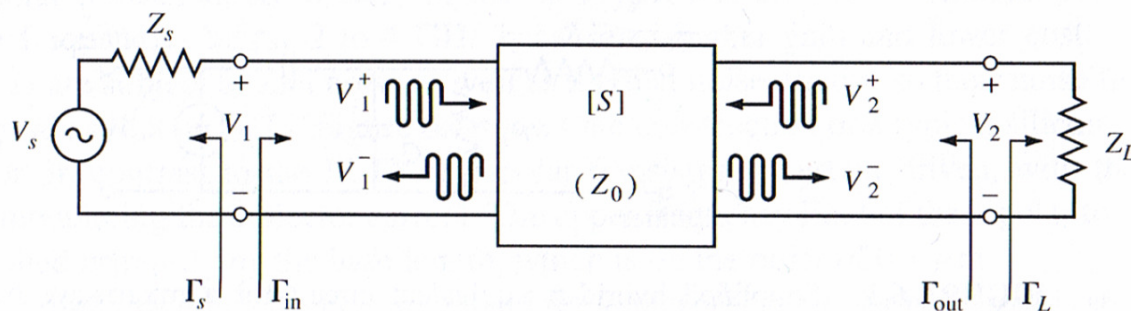 Z_s
+
V_1^+
[S]
V_2^+
+
V_s
V_1
V_2
Z_L
V_1^-
(Z_0)
V_2^-
−
−
Γ_s
Γ_in
Γ_out
Γ_L